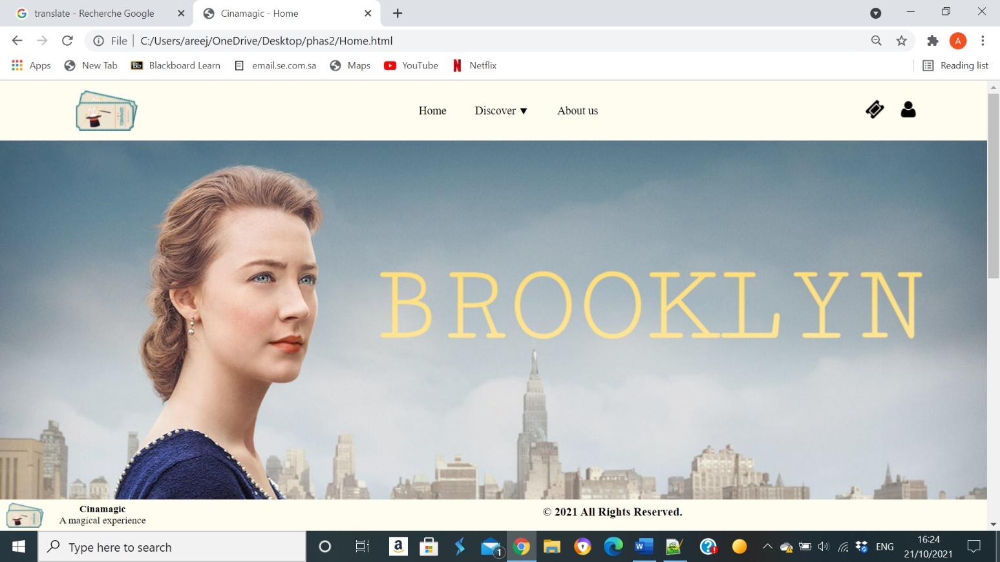 translate - Recherche Google
Cinamagic - Home
File
C:/Users/areej/OneDrive/Desktop/phas2/Home.html
A
Apps
New Tab
Bb
Blackboard Learn
email.se.com.sa
Maps
YouTube
N
Netflix
Reading list
Home
Discover ▼
About us
BROOKLYN
Cinamagic
A magical experience
© 2021 All Rights Reserved.
Type here to search
1
ENG
16:24
21/10/2021